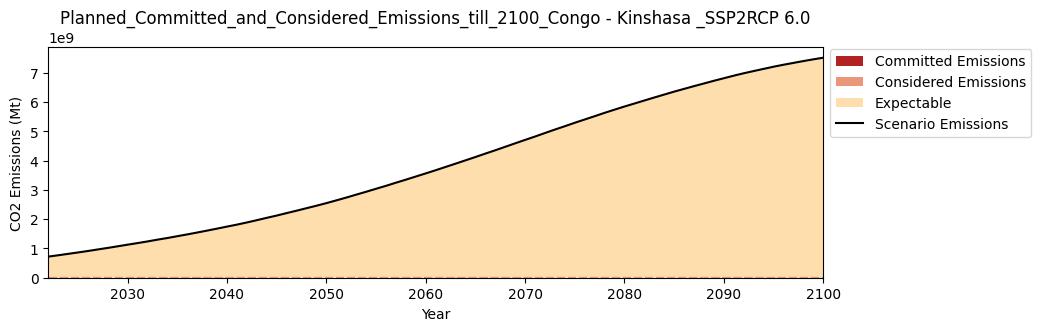 Planned_Committed_and_Considered_Emissions_till_2100_Congo - Kinshasa _SSP2RCP 6.0
1e9
7
6
5
4
3
2
1
0
CO2 Emissions (Mt)
2030 2040 2050 2060 2070 2080 2090 2100
Year
Committed Emissions
Considered Emissions
Expectable
Scenario Emissions